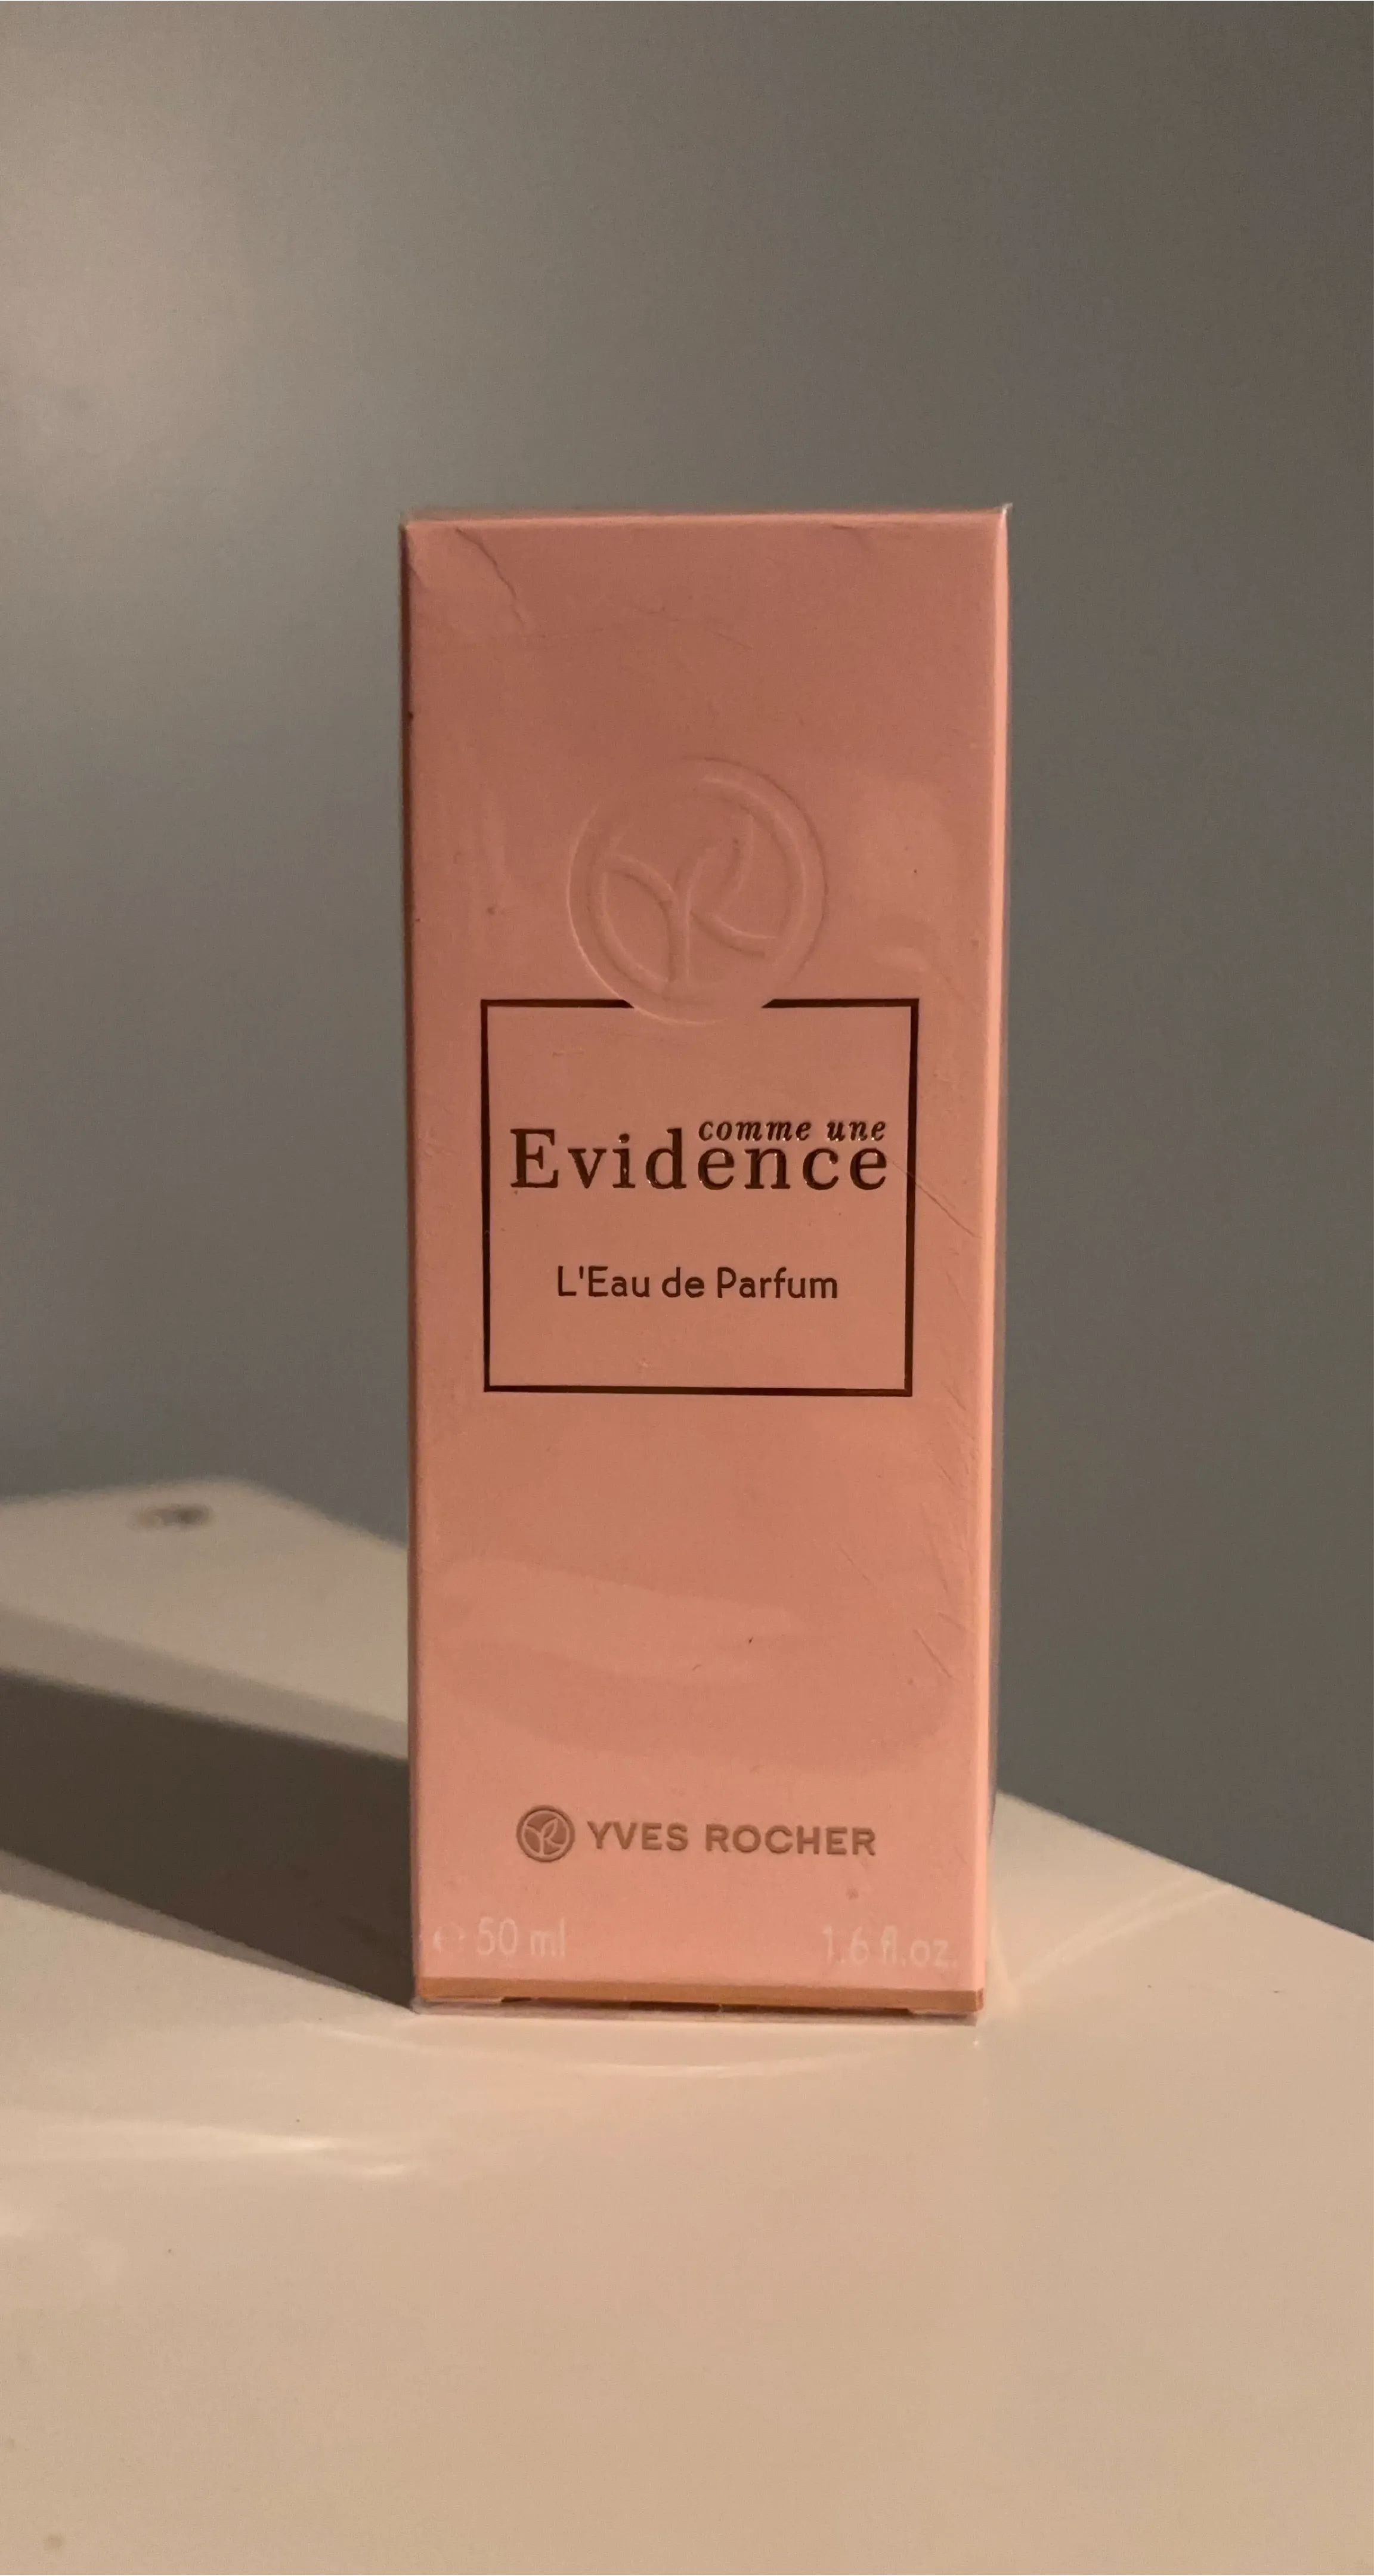 comme une
Evidence
L'Eau de Parfum
YVES ROCHER
℮ 50 ml 1.6 fl.oz.